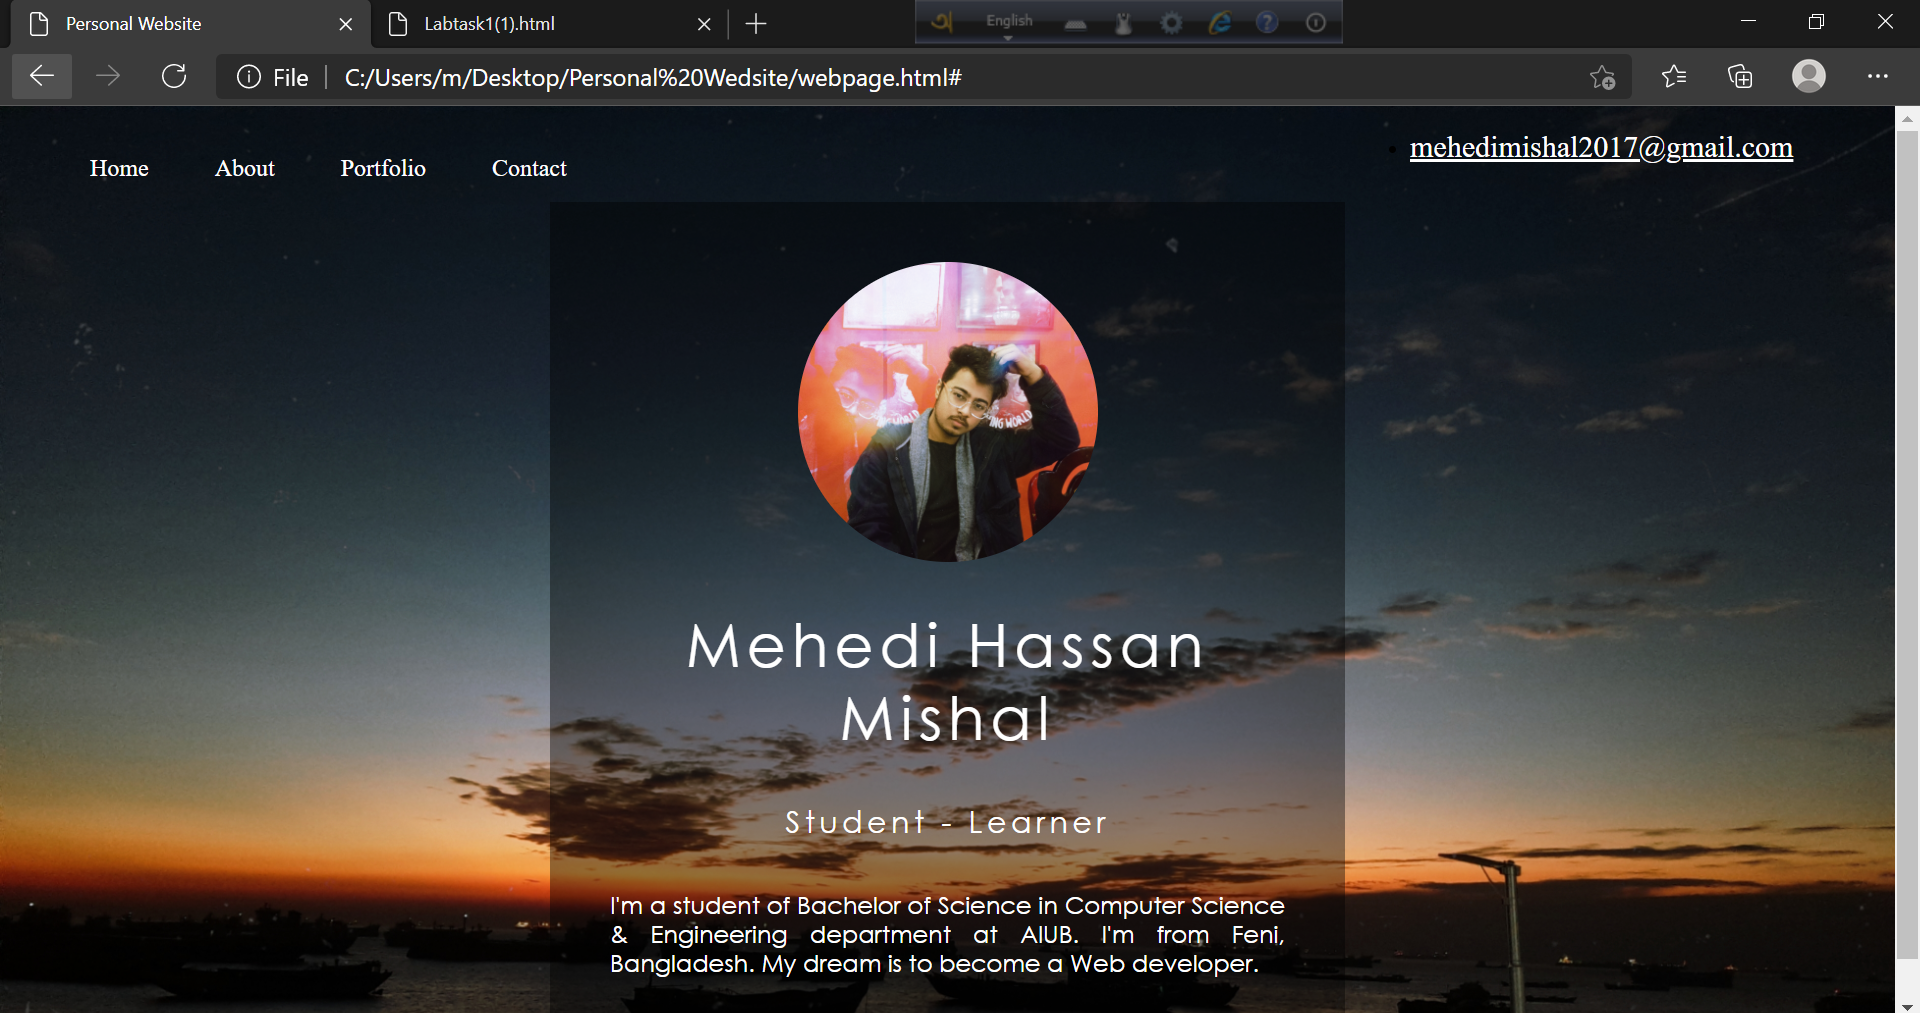 Personal Website
Labtask1(1).html
English
File
C:/Users/m/Desktop/Personal%20Wedsite/webpage.html#
Home
About
Portfolio
Contact
mehedimishal2017@gmail.com
Mehedi Hassan
Mishal
Student - Learner
I'm a student of Bachelor of Science in Computer Science
& Engineering department at AIUB. I'm from Feni,
Bangladesh. My dream is to become a Web developer.